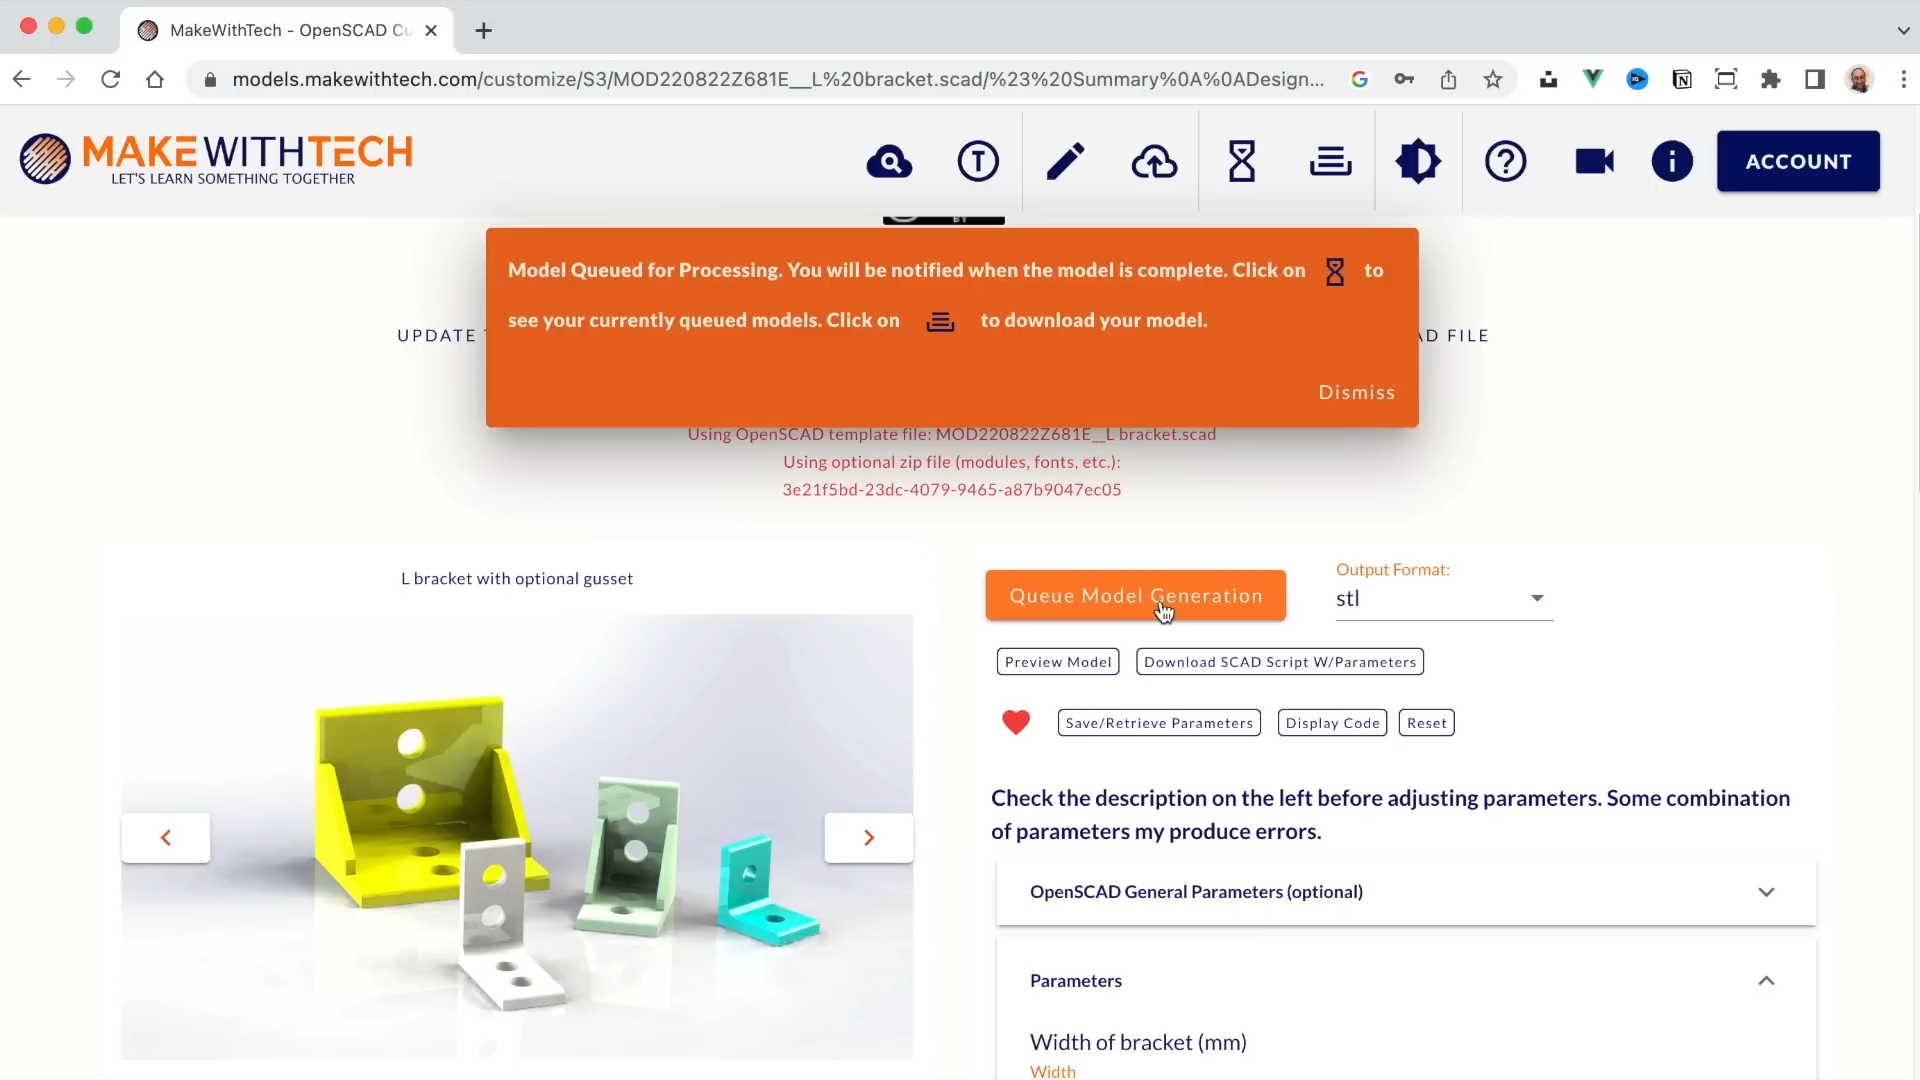 MakeWithTech - OpenSCAD Cu
models.makewithtech.com/customize/S3/MOD220822Z681E__L%20bracket.scad/%23%20Summary%0A%0ADesign...
MAKEWITHTECH
LET'S LEARN SOMETHING TOGETHER
ACCOUNT
BY
Model Queued for Processing. You will be notified when the model is complete. Click on to
see your currently queued models. Click on to download your model.
UPDATE
AD FILE
Dismiss
Using OpenSCAD template file: MOD220822Z681E__L bracket.scad
Using optional zip file (modules, fonts, etc.):
3e21f5bd-23dc-4079-9465-a87b9047ec05
L bracket with optional gusset
Queue Model Generation
Output Format:
stl
Preview Model
Download SCAD Script W/Parameters
Save/Retrieve Parameters
Display Code
Reset
Check the description on the left before adjusting parameters. Some combination
of parameters my produce errors.
OpenSCAD General Parameters (optional)
Parameters
Width of bracket (mm)
Width